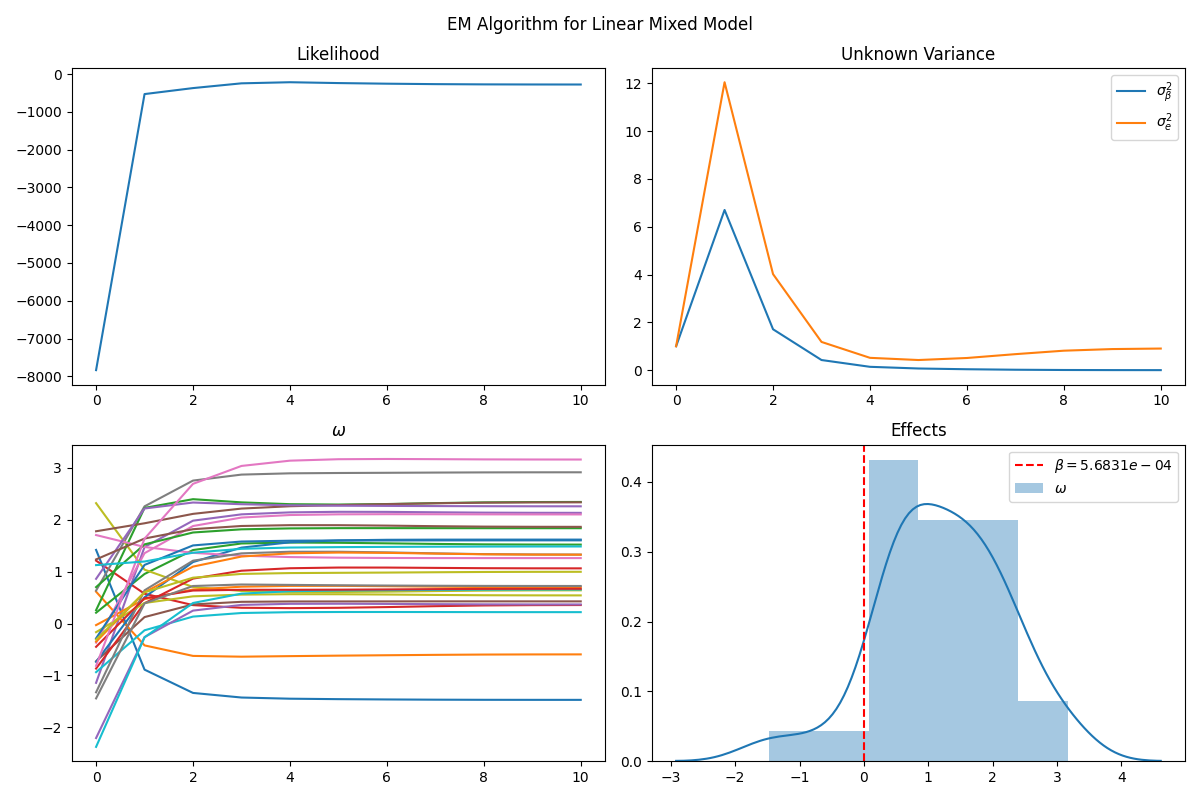 EM Algorithm for Linear Mixed Model
Likelihood
0
−1000
−2000
−3000
−4000
−5000
−6000
−7000
−8000
0 2 4 6 8 10
Unknown Variance
12
10
8
6
4
2
0
0 2 4 6 8 10
σ²β
σ²e
ω
3
2
1
0
−1
−2
0 2 4 6 8 10
Effects
0.4
0.3
0.2
0.1
0.0
−3 −2 −1 0 1 2 3 4
β = 5.6831e − 04
ω